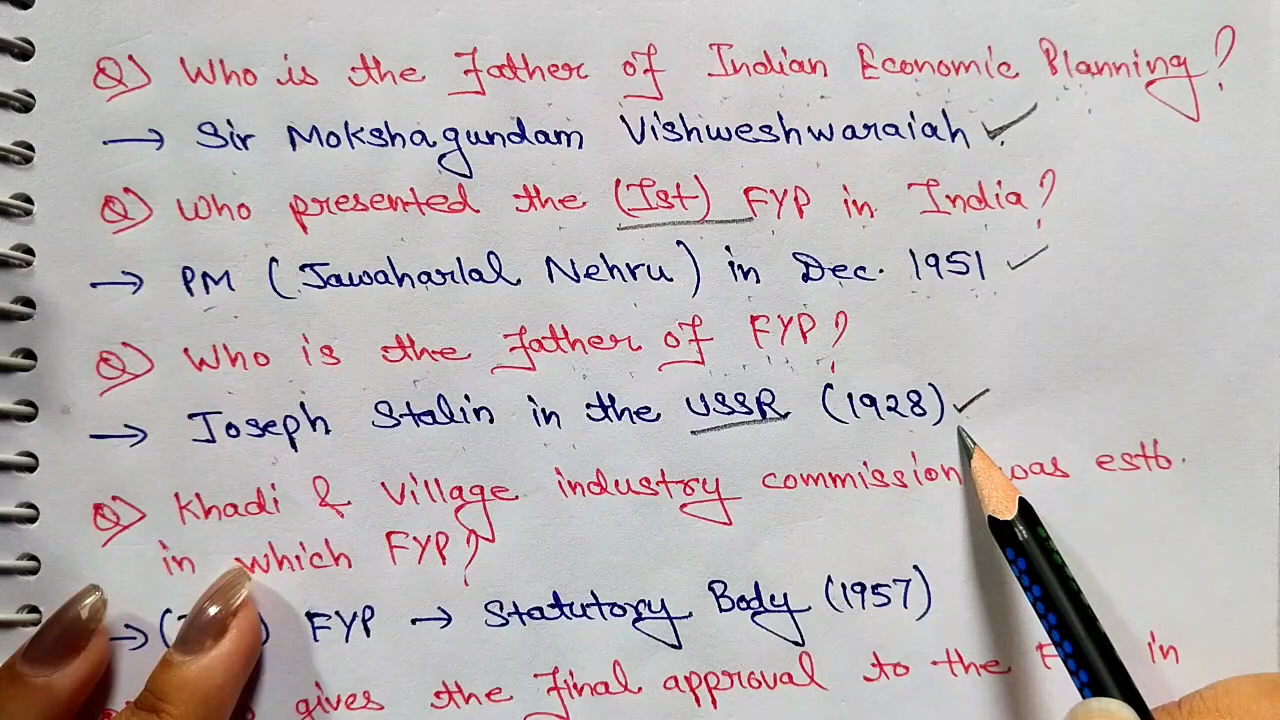 Q) Who is the father of Indian Economic Planning?
→ Sir Mokshagundam Vishweshwaraiah ✓
Q) Who presented the (Ist) FYP in India?
→ PM (Jawaharlal Nehru) in Dec. 1951 ✓
Q) Who is the father of FYP?
→ Joseph Stalin in the USSR (1928) ✓
Q) Khadi & Village industry commission was estb.
in which FYP?
→ FYP → Statutory Body (1957)
gives the final approval to the in